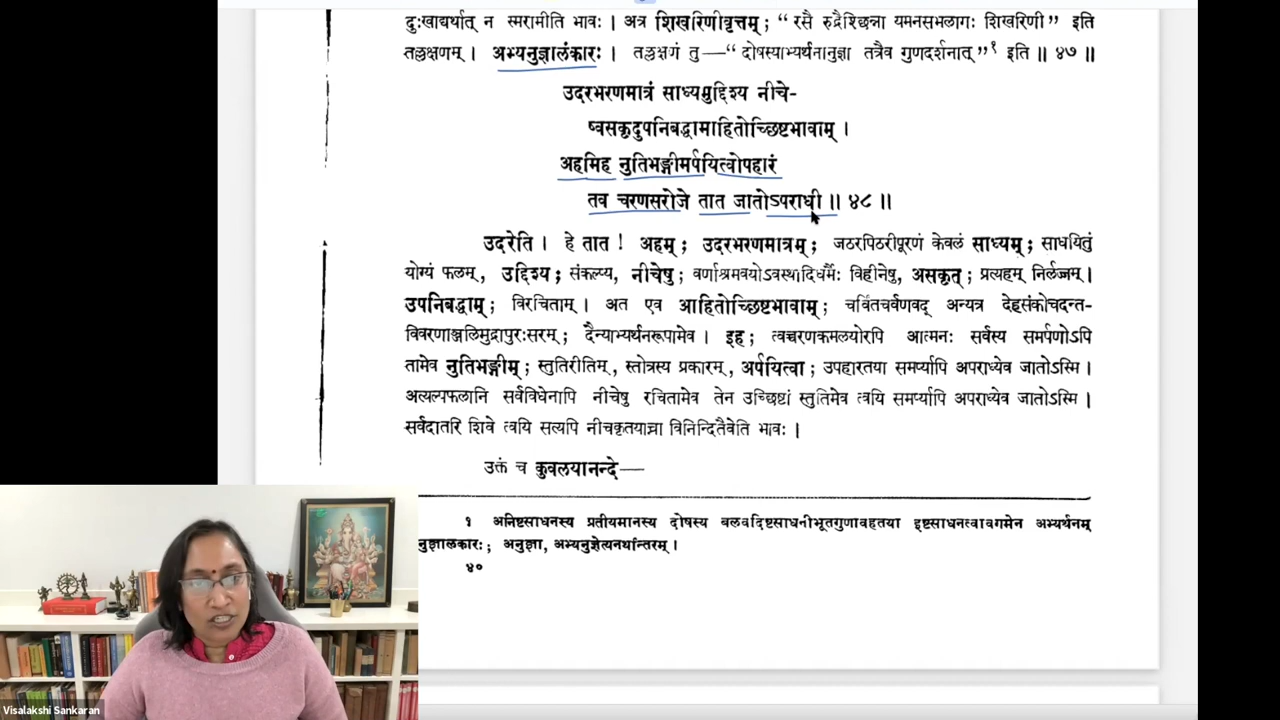 दुःखाद्यर्थात् न स्मरामीति भावः । अत्र शिखरिणीवृत्तम् ; “रसै रुद्रैश्छिन्ना यमनसभलागः शिखरिणी” इति
तल्लक्षणम् । अभ्यनुज्ञालंकारः । तल्लक्षणं तु—“ दोषस्याभ्यर्थनानुज्ञा तत्रैव गुणदर्शनात् ”१ इति ॥ ४७ ॥
उदरभरणमात्रं साध्यमुद्दिश्य नीचे-
ष्वसकृदुपनिबद्धामाहितोच्छिष्टभावाम् ।
अहमिह नुतिभङ्गीमर्पयित्वोपहारं
तव चरणसरोजे तात जातोऽपराधी ॥ ४८ ॥
उदरेति । हे तात ! अहम् ; उदरभरणमात्रम् ; जठरपिठरीपूरणं केवलं साध्यम् ; साधयितुं
योग्यं फलम् , उद्दिश्य ; संकल्प्य, नीचेषु ; वर्णाश्रमवयोऽवस्थादिधर्मैः विहीनेषु, असकृत् ; प्रत्यहम् निर्लज्जम् ।
उपनिबद्धाम् ; विरचिताम् । अत एव आहितोच्छिष्टभावाम् ; चर्वितचर्वणवद् अन्यत्र देहसंकोचदन्त-
विवरणाञ्जलिमुद्रापुरःसरम् ; दैन्याभ्यर्थनरूपामेव । इह ; त्वच्चरणकमलयोरपि आत्मनः सर्वस्य समर्पणोऽपि
तामेव नुतिभङ्गीम् ; स्तुतिरीतिम् , स्तोत्रस्य प्रकारम् , अर्पयित्वा ; उपहारतया समर्प्यापि अपराध्येव जातोऽस्मि ।
अत्यल्पफलानि सर्वविधेनापि नीचेषु रचितामेव तेन उच्छिष्टां स्तुतिमेव त्वयि समर्प्यापि अपराध्येव जातोऽस्मि ।
सर्वदातरि शिवे त्वयि सत्यपि नीचकृतयाच्ञा विनिन्दितैवेति भावः ।
उक्तं च कुवलयानन्दे—
१ अनिष्टसाधनस्य प्रतीयमानस्य दोषस्य बलवदिष्टसाधनीभूतगुणावहतया इष्टसाधनत्वावगमेन अभ्यर्थनम्
नुज्ञालंकारः ; अनुज्ञा, अभ्यनुज्ञेत्यनर्थान्तरम् ।
४०
Visalakshi Sankaran